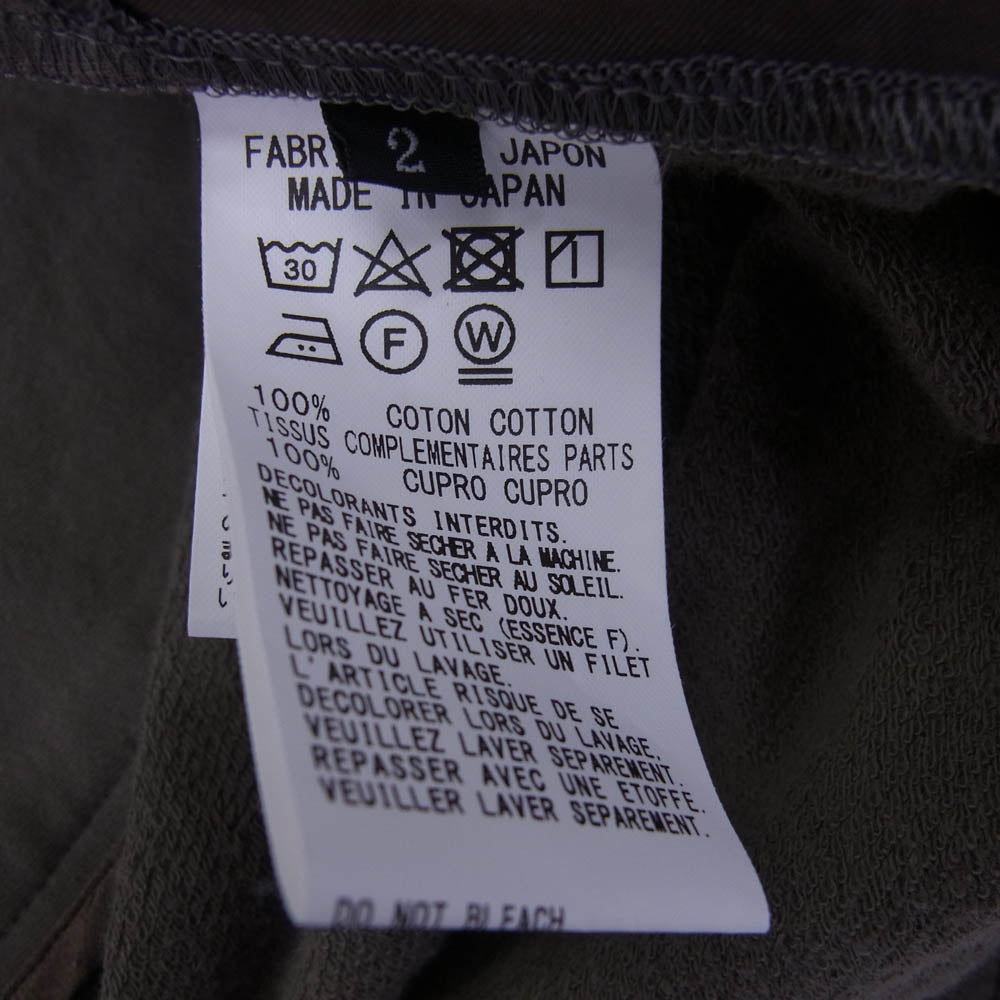 2
JAPON
MADE IN JAPAN
30
F
W
100%
COTON COTTON
TISSUS COMPLEMENTAIRES PARTS
100%
CUPRO CUPRO
DECOLORANTS INTERDITS.
NE PAS FAIRE SECHER A LA MACHINE.
NE PAS FAIRE SECHER AU SOLEIL.
REPASSER AU FER DOUX.
NETTOYAGE A SEC (ESSENCE F).
VEUILLEZ UTILISER UN FILET
LORS DU LAVAGE.
L'ARTICLE RISQUE DE SE
DECOLORER LORS DU LAVAGE.
VEUILLEZ LAVER SEPAREMENT.
REPASSER AVEC UNE ETOFFE.
VEUILLER LAVER SEPAREMENT.
DO NOT BLEACH